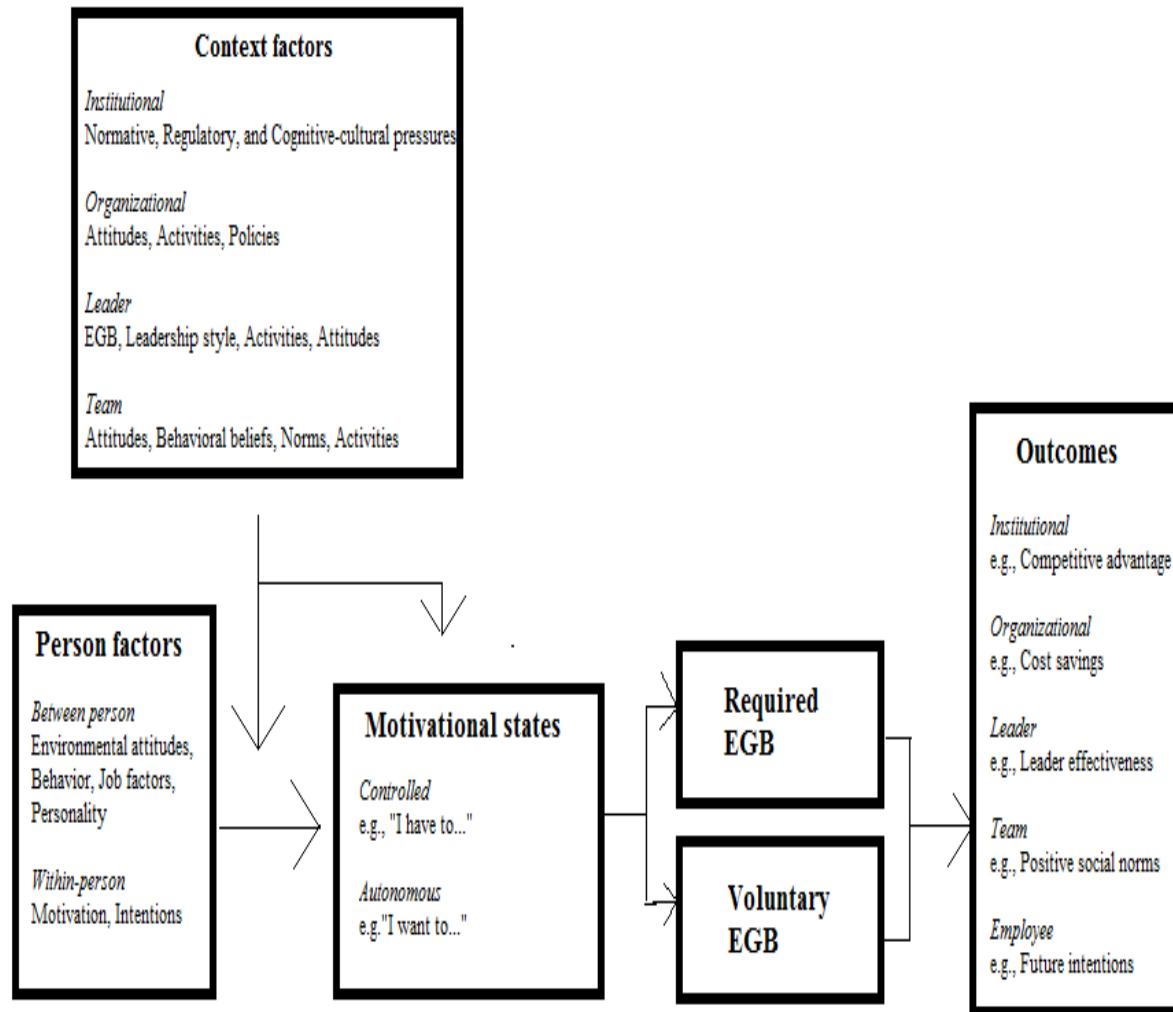 Context factors
Institutional
Normative, Regulatory, and Cognitive-cultural pressures
Organizational
Attitudes, Activities, Policies
Leader
EGB, Leadership style, Activities, Attitudes
Team
Attitudes, Behavioral beliefs, Norms, Activities
Person factors
Between person
Environmental attitudes,
Behavior, Job factors,
Personality
Within-person
Motivation, Intentions
Motivational states
Controlled
e.g., "I have to..."
Autonomous
e.g."I want to..."
Required
EGB
Voluntary
EGB
Outcomes
Institutional
e.g., Competitive advantage
Organizational
e.g., Cost savings
Leader
e.g., Leader effectiveness
Team
e.g., Positive social norms
Employee
e.g., Future intentions